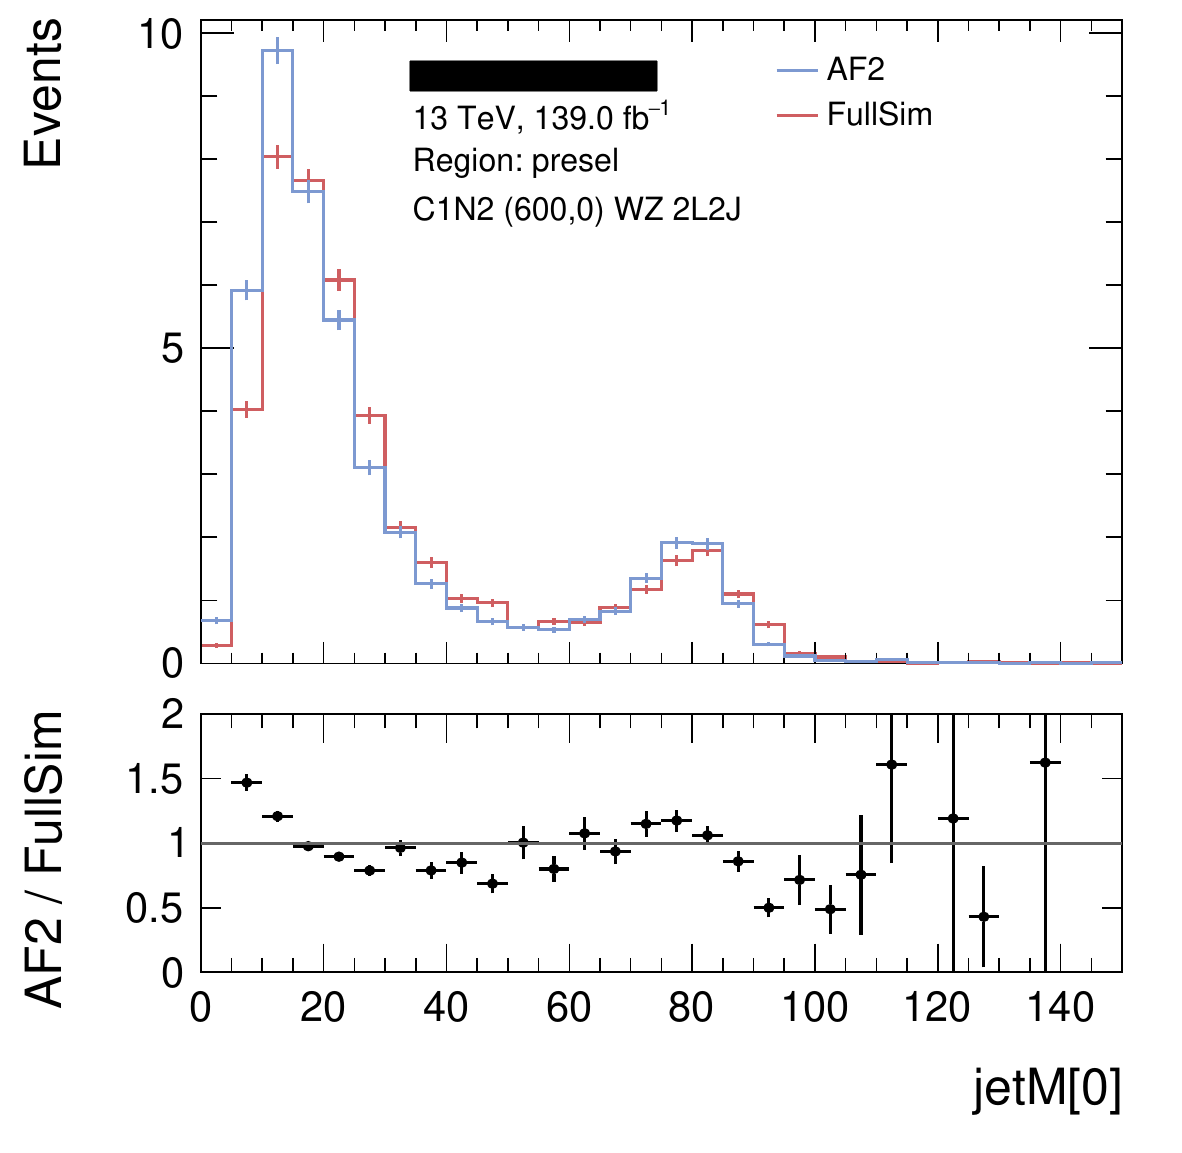 Events
10
5
0
13 TeV, 139.0 fb⁻¹
Region: presel
C1N2 (600,0) WZ 2L2J
AF2
FullSim
AF2 / FullSim
2
1.5
1
0.5
0
0 20 40 60 80 100 120 140
jetM[0]